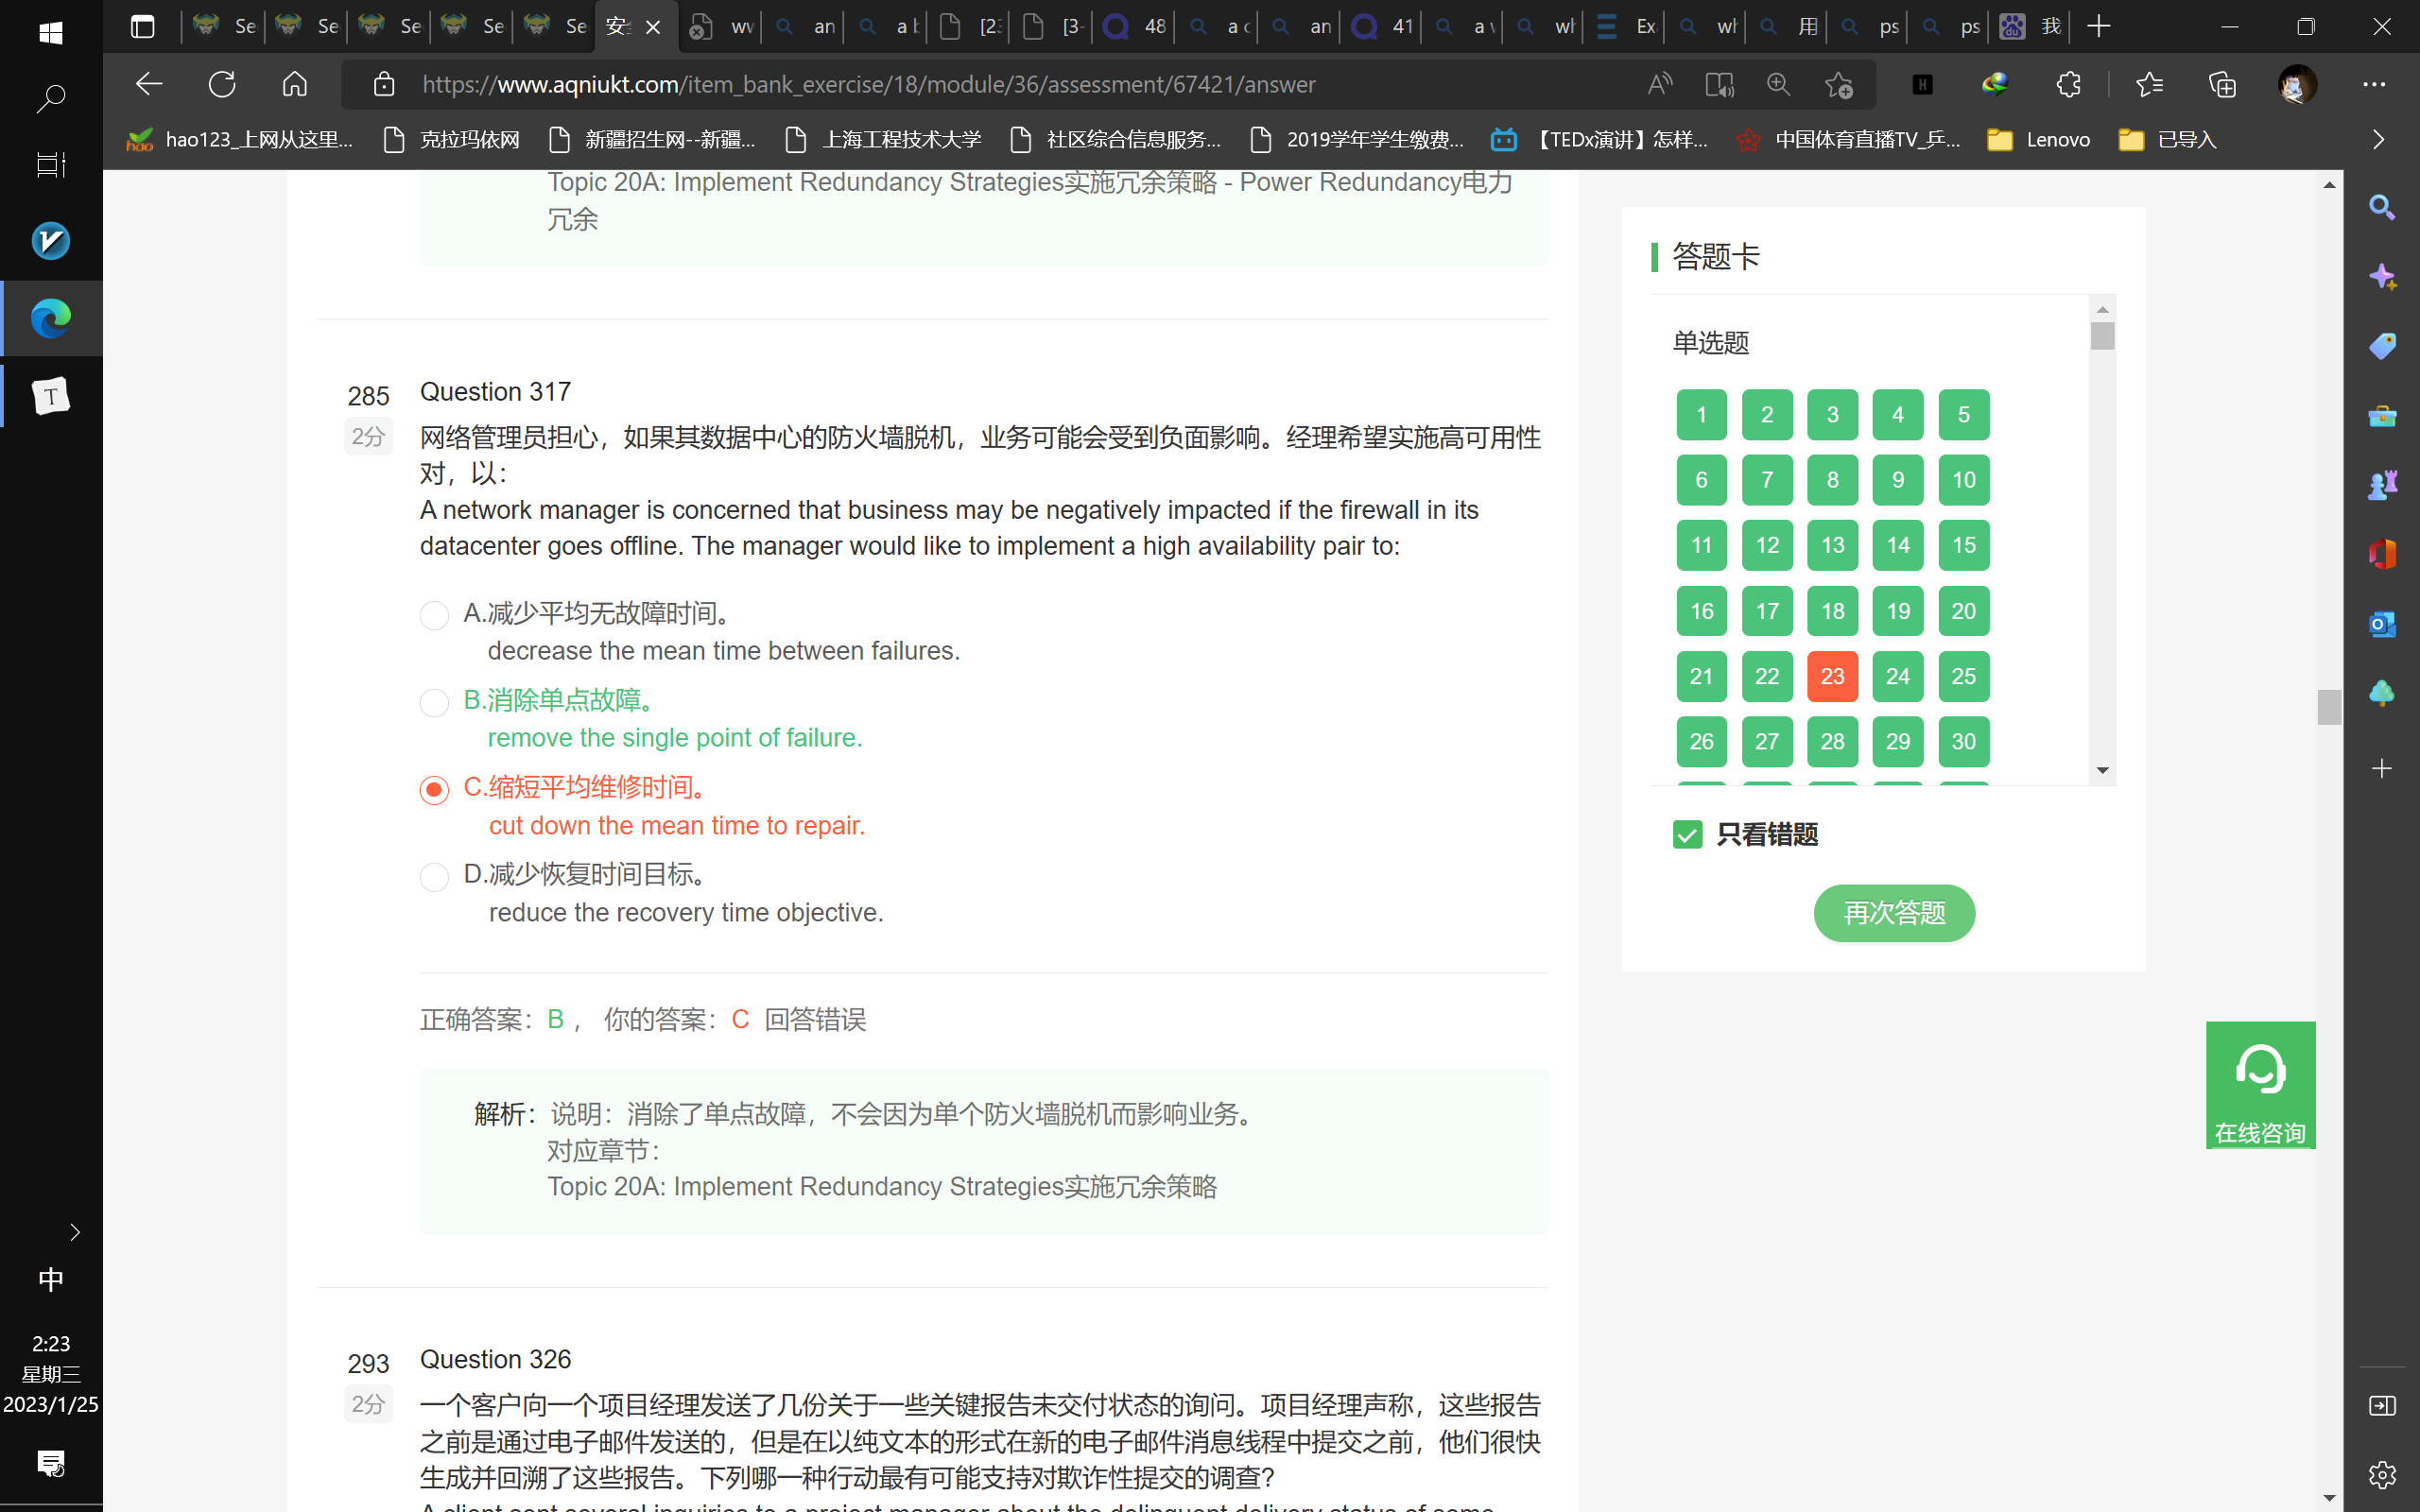 Se
Se
Se
Se
Se
安全
wv
an
a b
[23
[3-
48
a c
an
41
a v
wh
Ex
wh
用
ps
ps
我
https://www.aqniukt.com/item_bank_exercise/18/module/36/assessment/67421/answer
hao123_上网从这里...
克拉玛依网
新疆招生网--新疆...
上海工程技术大学
社区综合信息服务...
2019学年学生缴费...
【TEDx演讲】怎样...
中国体育直播TV_乒...
Lenovo
已导入
Topic 20A: Implement Redundancy Strategies实施冗余策略 - Power Redundancy电力
冗余
285
2分
Question 317
网络管理员担心，如果其数据中心的防火墙脱机，业务可能会受到负面影响。经理希望实施高可用性
对，以：
A network manager is concerned that business may be negatively impacted if the firewall in its
datacenter goes offline. The manager would like to implement a high availability pair to:
A.减少平均无故障时间。
decrease the mean time between failures.
B.消除单点故障。
remove the single point of failure.
C.缩短平均维修时间。
cut down the mean time to repair.
D.减少恢复时间目标。
reduce the recovery time objective.
正确答案：B ， 你的答案：C 回答错误
解析：说明：消除了单点故障，不会因为单个防火墙脱机而影响业务。
对应章节：
Topic 20A: Implement Redundancy Strategies实施冗余策略
293
2分
Question 326
一个客户向一个项目经理发送了几份关于一些关键报告未交付状态的询问。项目经理声称，这些报告
之前是通过电子邮件发送的，但是在以纯文本的形式在新的电子邮件消息线程中提交之前，他们很快
生成并回溯了这些报告。下列哪一种行动最有可能支持对欺诈性提交的调查？
A client sent several inquiries to a project manager about the delinquent delivery status of some
答题卡
单选题
1 2 3 4 5
6 7 8 9 10
11 12 13 14 15
16 17 18 19 20
21 22 23 24 25
26 27 28 29 30
只看错题
再次答题
在线咨询
中
2:23
星期三
2023/1/25